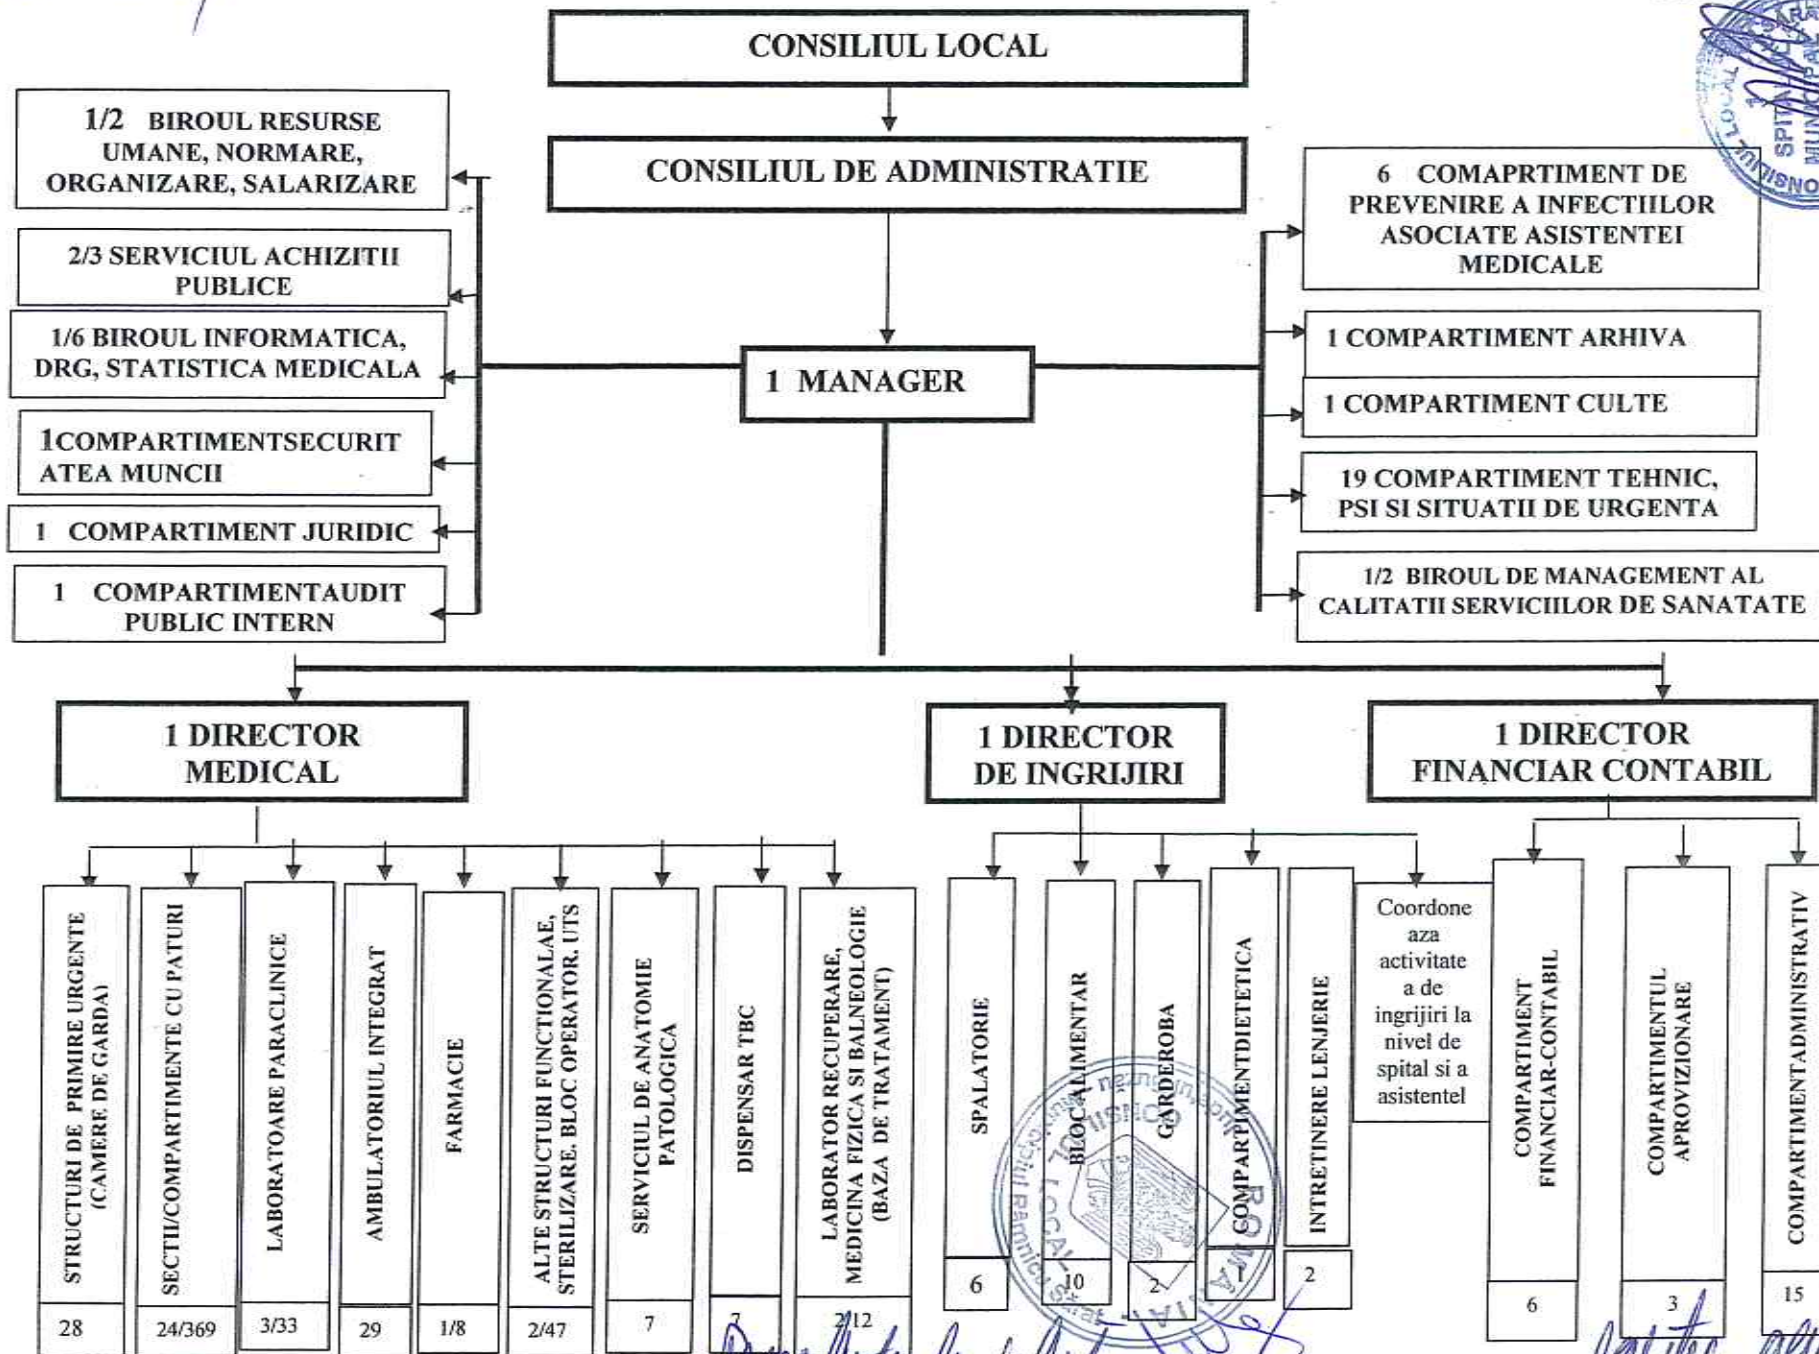 CONSILIUL LOCAL
CONSILIUL DE ADMINISTRATIE
1/2 BIROUL RESURSE
UMANE, NORMARE,
ORGANIZARE, SALARIZARE
2/3 SERVICIUL ACHIZITII
PUBLICE
1/6 BIROUL INFORMATICA,
DRG, STATISTICA MEDICALA
1COMPARTIMENTSECURIT
ATEA MUNCII
1 COMPARTIMENT JURIDIC
1 COMPARTIMENTAUDIT
PUBLIC INTERN
1 MANAGER
6 COMAPRTIMENT DE
PREVENIRE A INFECTIILOR
ASOCIATE ASISTENTEI
MEDICALE
1 COMPARTIMENT ARHIVA
1 COMPARTIMENT CULTE
19 COMPARTIMENT TEHNIC,
PSI SI SITUATII DE URGENTA
1/2 BIROUL DE MANAGEMENT AL
CALITATII SERVICIILOR DE SANATATE
1 DIRECTOR
MEDICAL
1 DIRECTOR
DE INGRIJIRI
1 DIRECTOR
FINANCIAR CONTABIL
STRUCTURI DE PRIMIRE URGENTE
(CAMERE DE GARDA)
28
SECTII/COMPARTIMENTE CU PATURI
24/369
LABORATOARE PARACLINICE
3/33
AMBULATORIUL INTEGRAT
29
FARMACIE
1/8
ALTE STRUCTURI FUNCTIONALAE,
STERILIZARE, BLOC OPERATOR, UTS
2/47
SERVICIUL DE ANATOMIE
PATOLOGICA
7
DISPENSAR TBC
7
LABORATOR RECUPERARE,
MEDICINA FIZICA SI BALNEOLOGIE
(BAZA DE TRATAMENT)
2/12
SPALATORIE
6
BLOCALIMENTAR
10
GARDEROBA
2
COMPARTIMENTDIETETICA
1
INTRETINERE LENJERIE
2
Coordone
aza
activitate
a de
ingrijiri la
nivel de
spital si a
asistentel
COMPARTIMENT
FINANCIAR-CONTABIL
6
COMPARTIMENTUL
APROVIZIONARE
3
COMPARTIMENTADMINISTRATIV
15
CONSILIUL LOCAL
ROMANIA